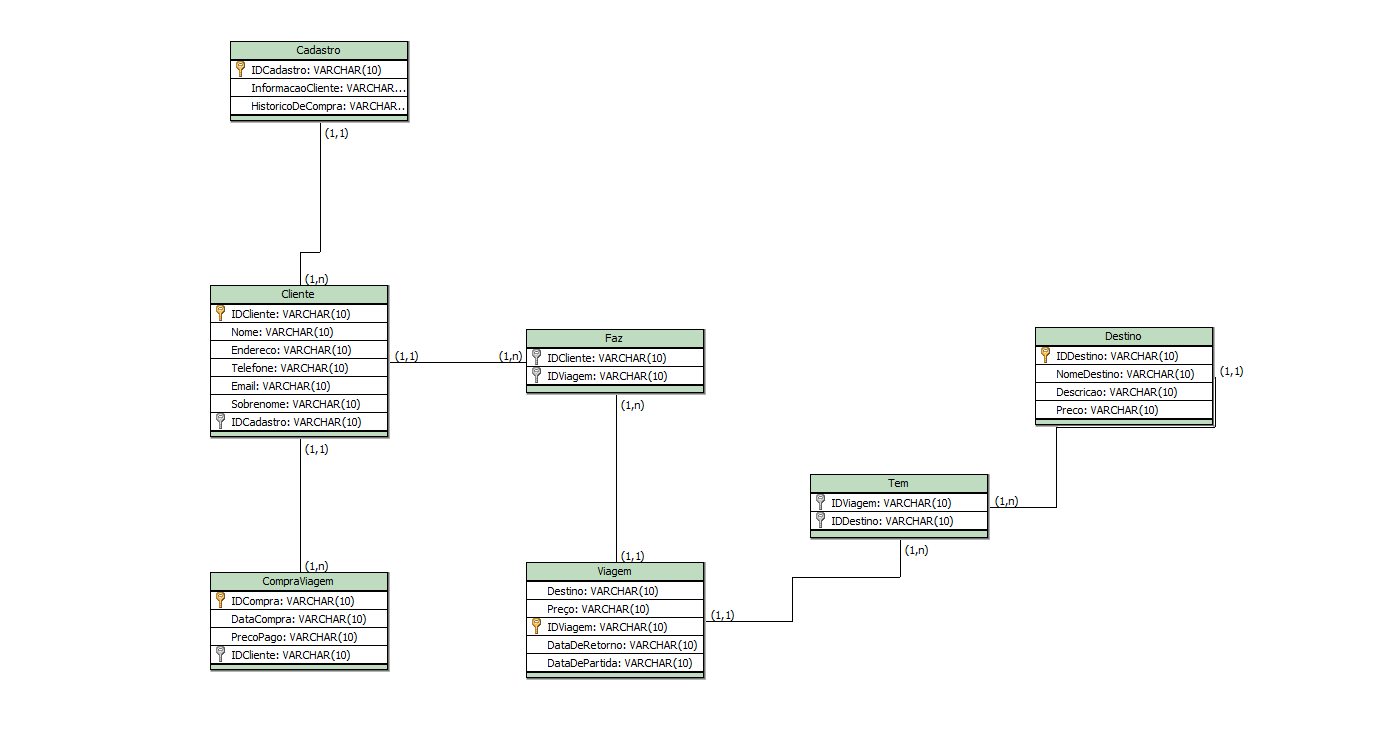 Cadastro
IDCadastro: VARCHAR(10)
InformacaoCliente: VARCHAR...
HistoricoDeCompra: VARCHAR..
(1,1)
(1,n)
Cliente
IDCliente: VARCHAR(10)
Nome: VARCHAR(10)
Endereco: VARCHAR(10)
Telefone: VARCHAR(10)
Email: VARCHAR(10)
Sobrenome: VARCHAR(10)
IDCadastro: VARCHAR(10)
(1,1)
(1,n)
Faz
IDCliente: VARCHAR(10)
IDViagem: VARCHAR(10)
(1,n)
Destino
IDDestino: VARCHAR(10)
NomeDestino: VARCHAR(10)
Descricao: VARCHAR(10)
Preco: VARCHAR(10)
(1,1)
(1,1)
(1,n)
Tem
IDViagem: VARCHAR(10)
IDDestino: VARCHAR(10)
(1,n)
(1,n)
CompraViagem
IDCompra: VARCHAR(10)
DataCompra: VARCHAR(10)
PrecoPago: VARCHAR(10)
IDCliente: VARCHAR(10)
(1,1)
Viagem
Destino: VARCHAR(10)
Preço: VARCHAR(10)
IDViagem: VARCHAR(10)
DataDeRetorno: VARCHAR(10)
DataDePartida: VARCHAR(10)
(1,1)